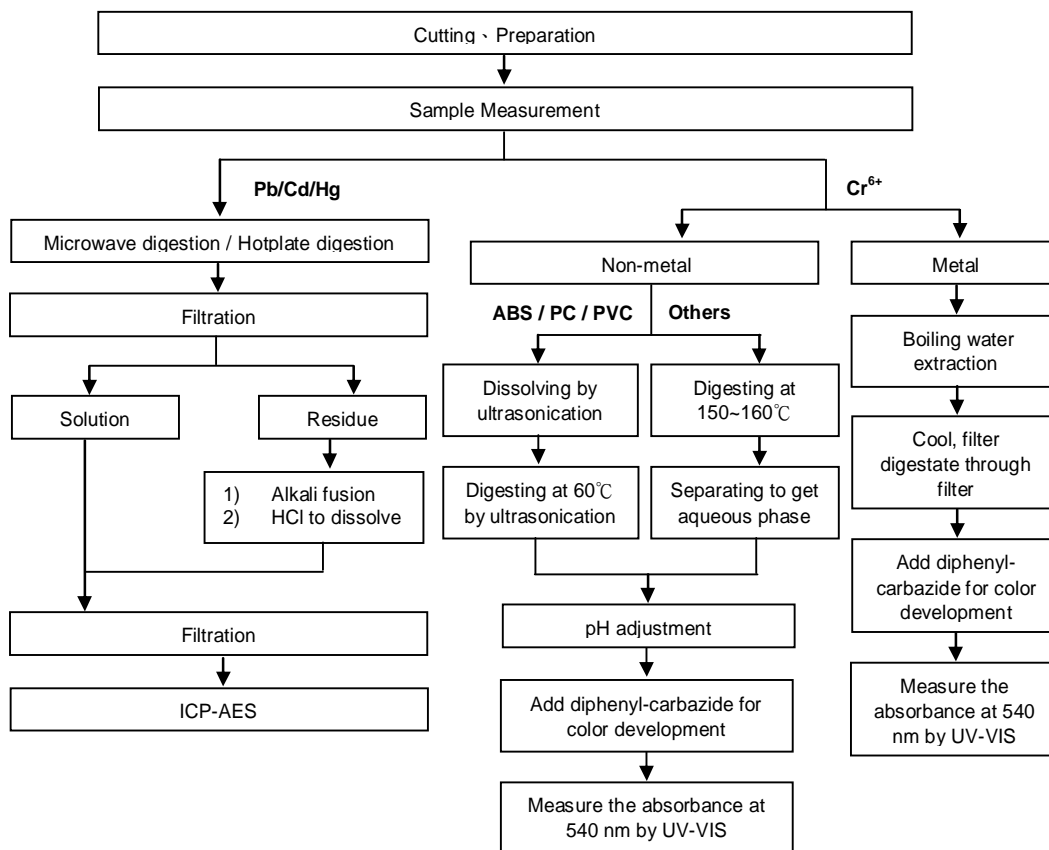 Cutting、Preparation
Sample Measurement
Pb/Cd/Hg
Microwave digestion / Hotplate digestion
Filtration
Solution
Residue
1) Alkali fusion
2) HCl to dissolve
Filtration
ICP-AES
Cr⁶⁺
Non-metal
ABS / PC / PVC
Others
Dissolving by
ultrasonication
Digesting at 60℃
by ultrasonication
Digesting at
150~160℃
Separating to get
aqueous phase
pH adjustment
Add diphenyl-carbazide for
color development
Measure the absorbance at
540 nm by UV-VIS
Metal
Boiling water
extraction
Cool, filter
digestate through
filter
Add diphenyl-
carbazide for color
development
Measure the
absorbance at 540
nm by UV-VIS